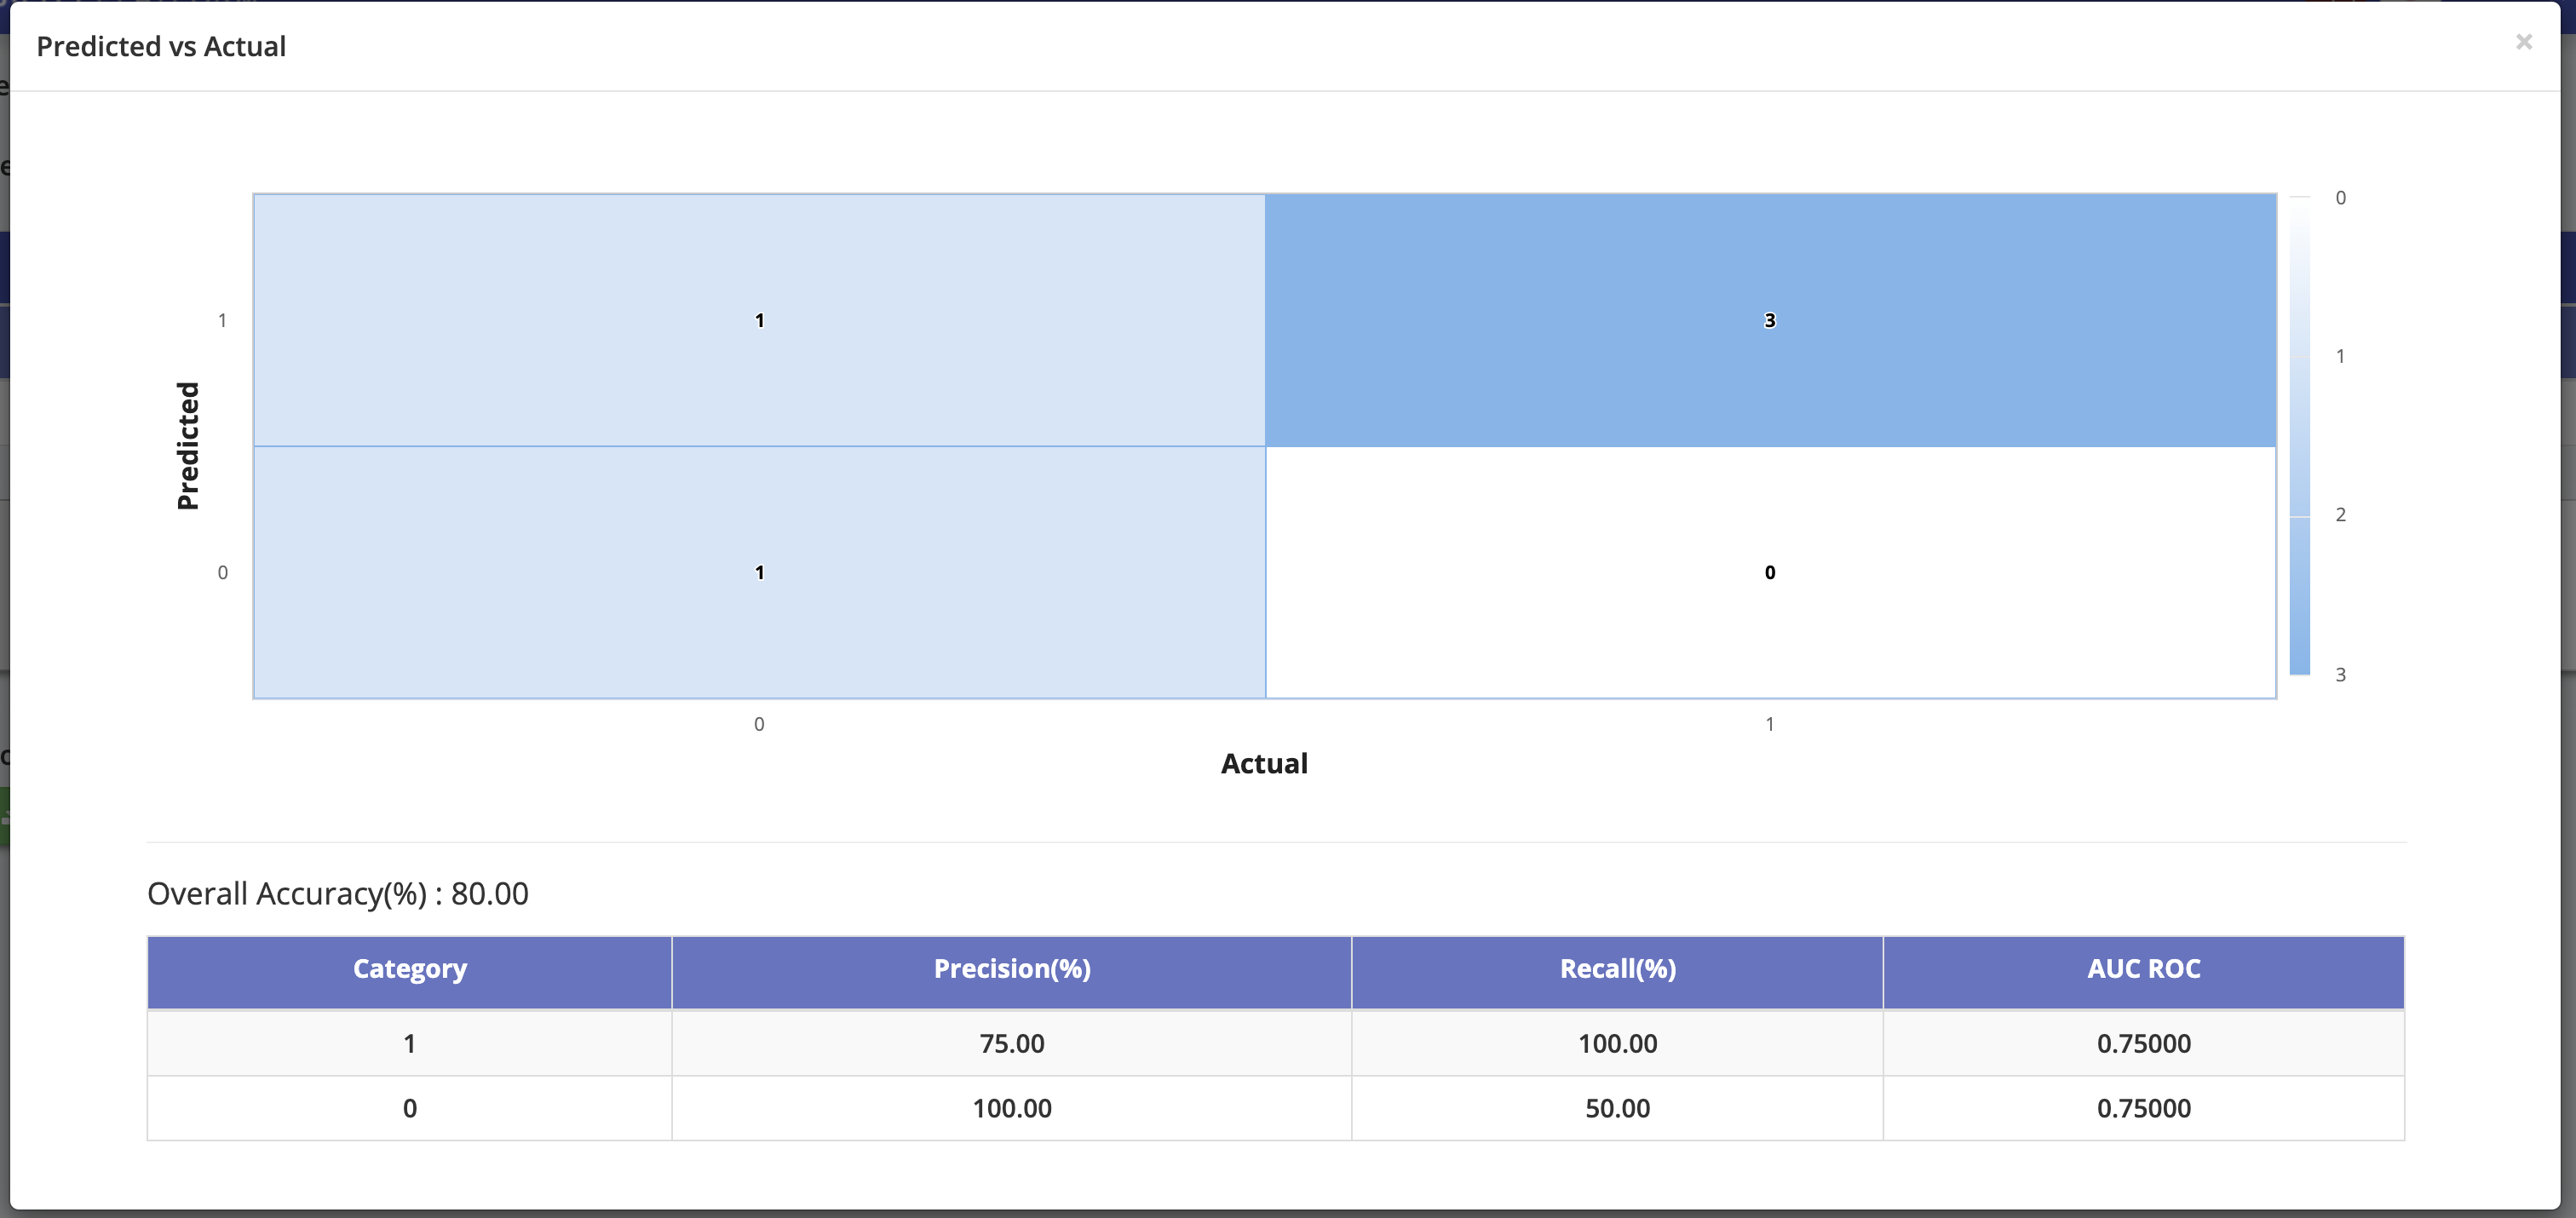 Predicted vs Actual
×
0
1
1
3
1
Predicted
2
0
1
0
3
0
1
Actual
Overall Accuracy(%) : 80.00
Category Precision(%) Recall(%) AUC ROC
1 75.00 100.00 0.75000
0 100.00 50.00 0.75000